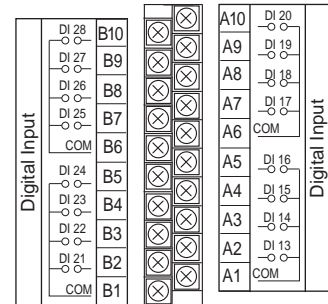 Digital Input
DI 28 B10
DI 27 B9
DI 26 B8
DI 25 B7
COM B6
DI 24 B5
DI 23 B4
DI 22 B3
DI 21 B2
COM B1
A10 DI 20
A9 DI 19
A8 DI 18
A7 DI 17
A6 COM
A5 DI 16
A4 DI 15
A3 DI 14
A2 DI 13
A1 COM
Digital Input